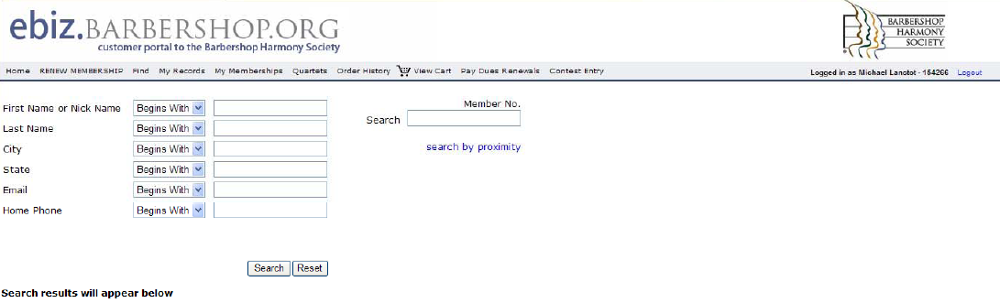 ebiz.BARBERSHOP.ORG
customer portal to the Barbershop Harmony Society
BARBERSHOP
HARMONY
SOCIETY
Home RENEW MEMBERSHIP Find My Records My Memberships Quartets Order History View Cart Pay Dues Renewals Contest Entry Logged in as Michael Lanctot - 154266 Logout
First Name or Nick Name Begins With
Last Name Begins With
City Begins With
State Begins With
Email Begins With
Home Phone Begins With
Member No.
Search
search by proximity
Search Reset
Search results will appear below